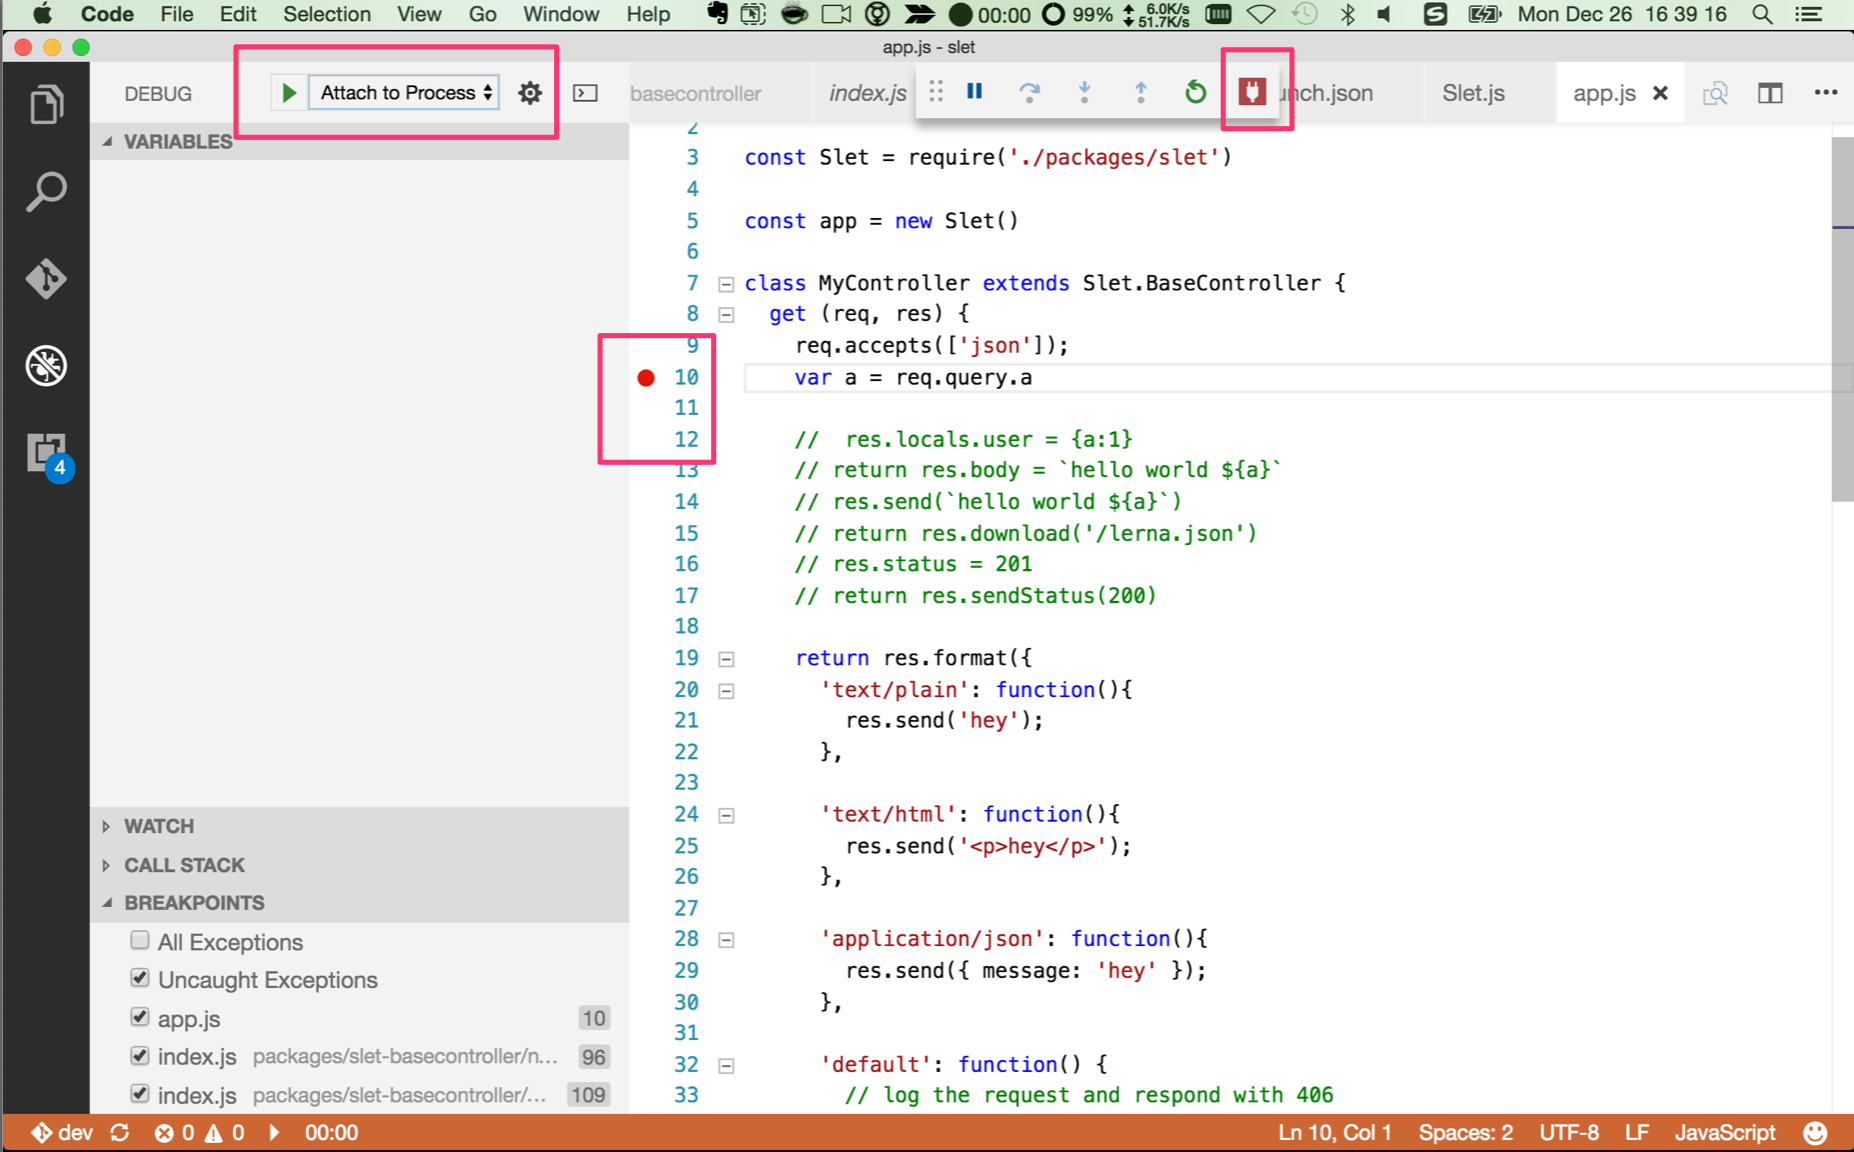 Code File Edit Selection View Go Window Help 00:00 99% 6.0K/s 51.7K/s Mon Dec 26 16 39 16
app.js - slet
DEBUG Attach to Process basecontroller index.js unch.json Slet.js app.js
VARIABLES
2
3 const Slet = require('./packages/slet')
4
5 const app = new Slet()
6
7 class MyController extends Slet.BaseController {
8 get (req, res) {
9 req.accepts(['json']);
10 var a = req.query.a
11
12 //  res.locals.user = {a:1}
13 // return res.body = `hello world ${a}`
14 // res.send(`hello world ${a}`)
15 // return res.download('/lerna.json')
16 // res.status = 201
17 // return res.sendStatus(200)
18
19 return res.format({
20 'text/plain': function(){
21 res.send('hey');
22 },
23
24 'text/html': function(){
25 res.send('<p>hey</p>');
26 },
27
28 'application/json': function(){
29 res.send({ message: 'hey' });
30 },
31
32 'default': function() {
33 // log the request and respond with 406
4
WATCH
CALL STACK
BREAKPOINTS
All Exceptions
Uncaught Exceptions
app.js 10
index.js packages/slet-basecontroller/n... 96
index.js packages/slet-basecontroller/... 109
dev 0 0 00:00 Ln 10, Col 1 Spaces: 2 UTF-8 LF JavaScript